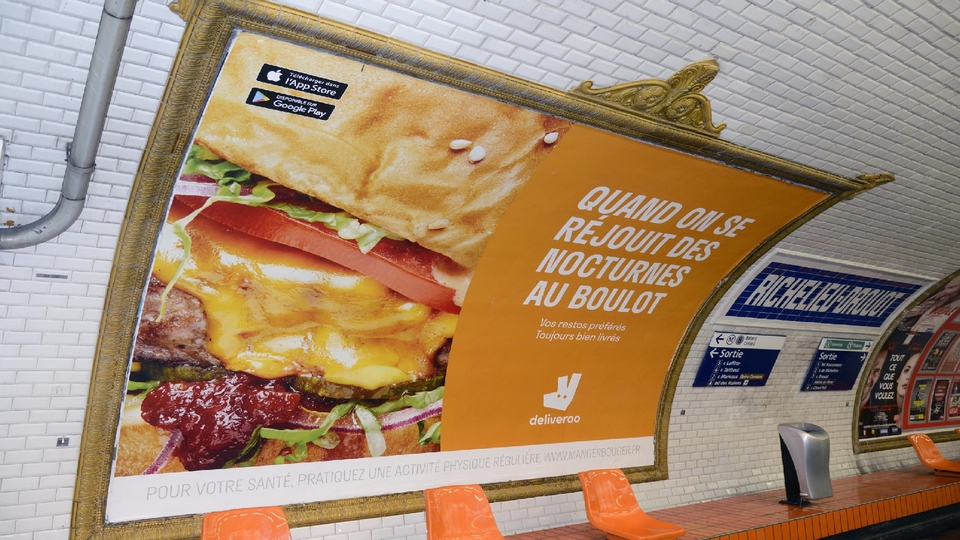 Télécharger dans
l'App Store
DISPONIBLE SUR
Google Play
QUAND ON SE
RÉJOUIT DES
NOCTURNES
AU BOULOT
Vos restos préférés
Toujours bien livrés
deliveroo
POUR VOTRE SANTÉ, PRATIQUEZ UNE ACTIVITÉ PHYSIQUE RÉGULIÈRE. WWW.MANGERBOUGER.FR
RICHELIEU-DROUOT
Sortie
Sortie
TOUT
CE QUE
VOUS
VOULEZ